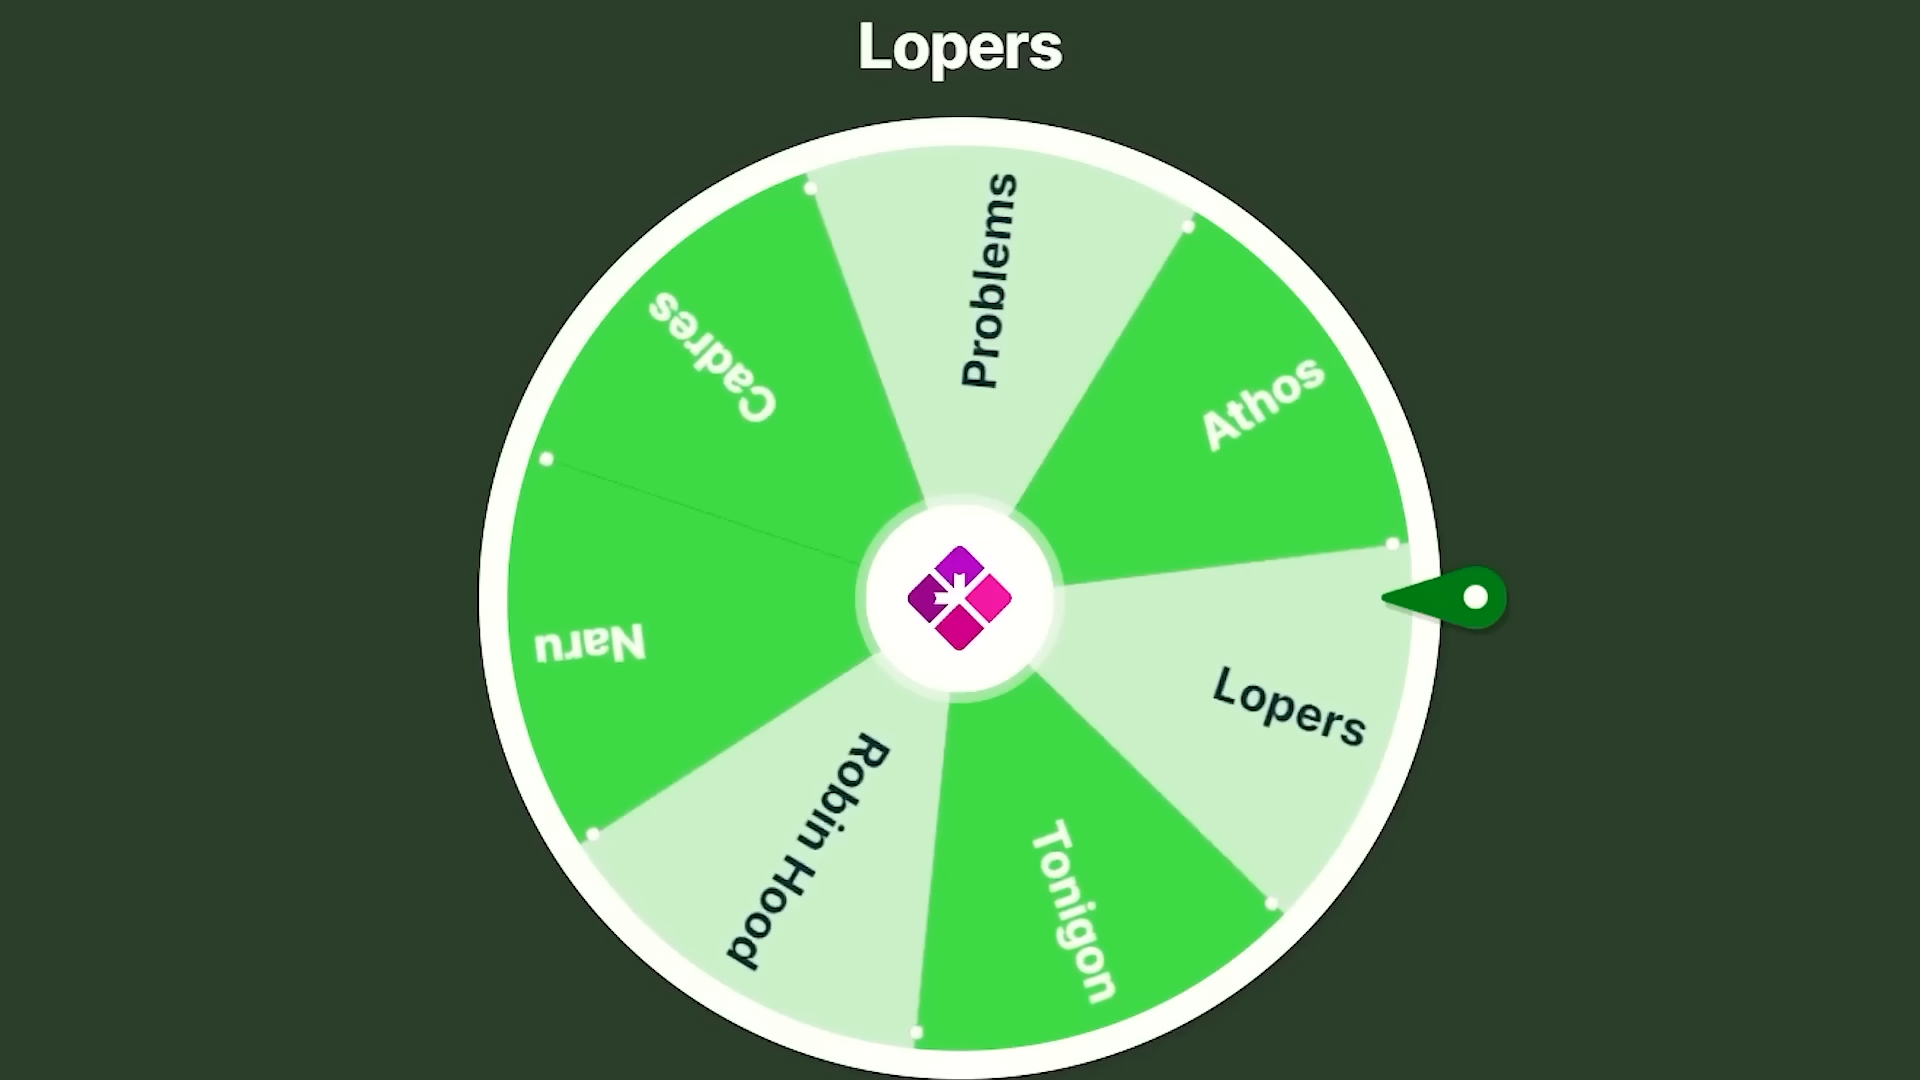 Lopers
Problems
Athos
Lopers
Tonigon
Robin Hood
Naru
Cadres